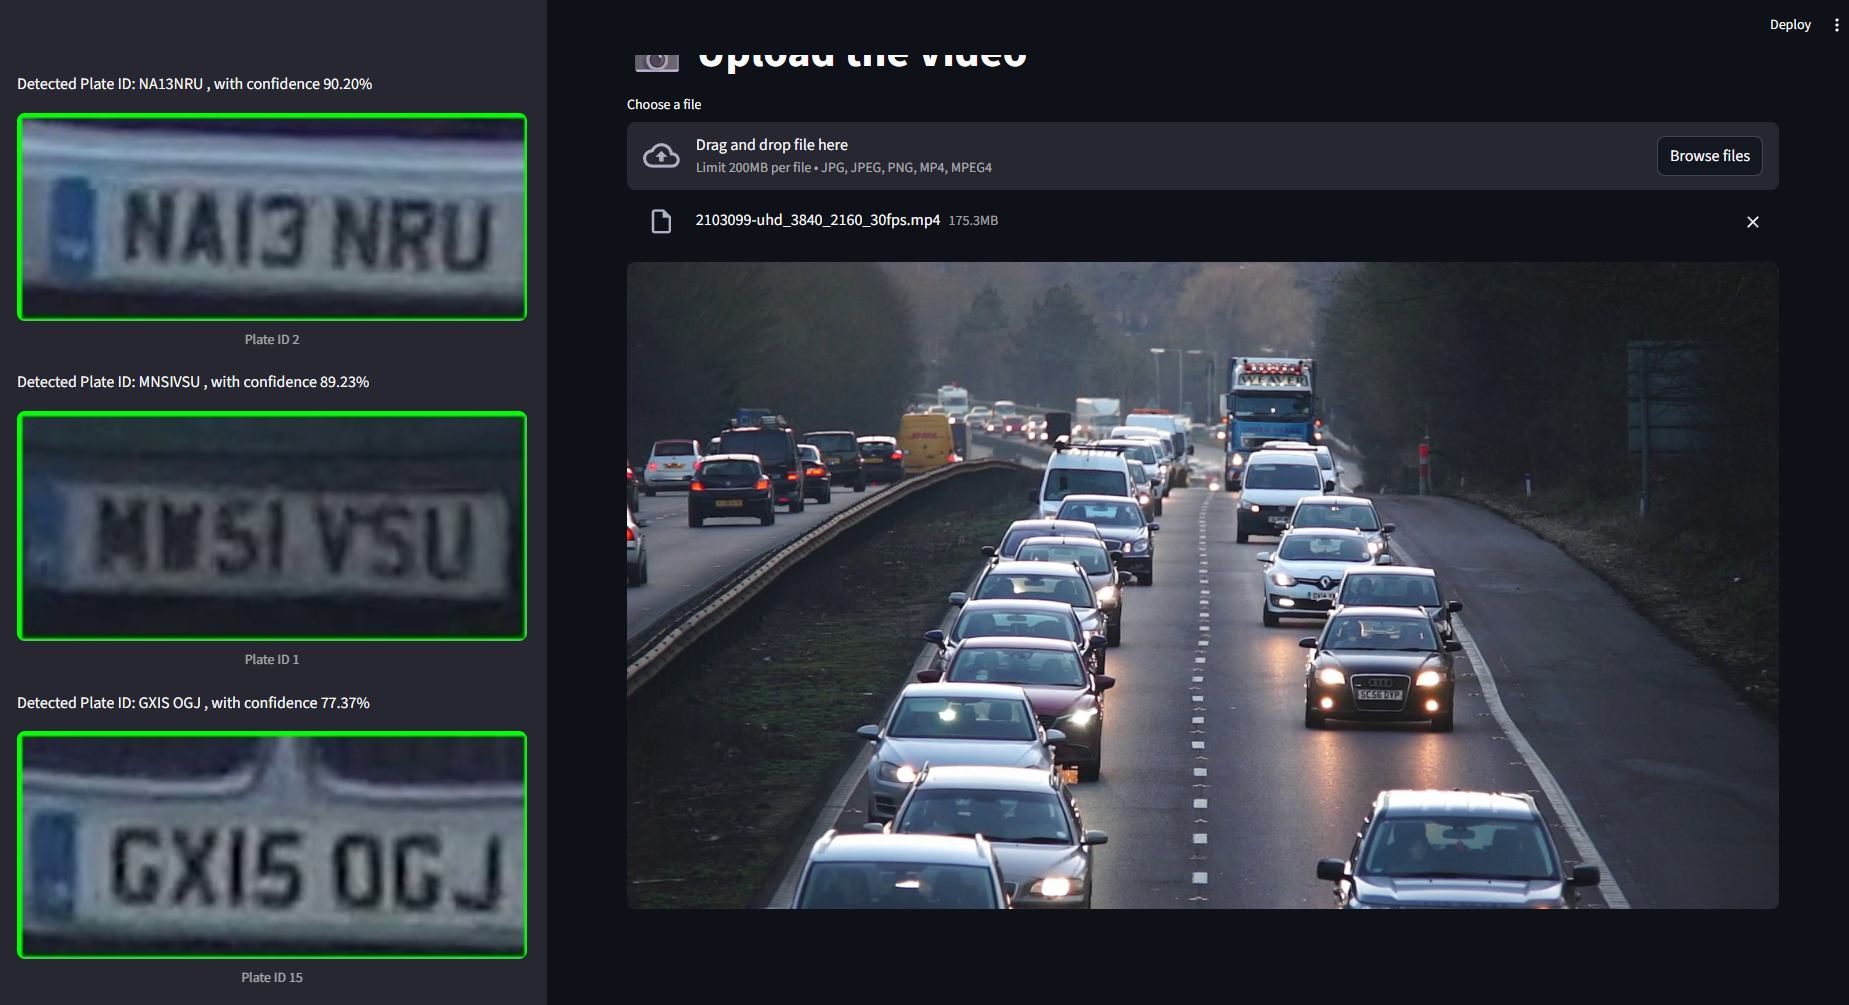 Deploy
Upload the Video
Detected Plate ID: NA13NRU , with confidence 90.20%
NA13 NRU
Plate ID 2
Detected Plate ID: MNSIVSU , with confidence 89.23%
MW51 VSU
Plate ID 1
Detected Plate ID: GXIS OGJ , with confidence 77.37%
GX15 OGJ
Plate ID 15
Choose a file
Drag and drop file here
Limit 200MB per file • JPG, JPEG, PNG, MP4, MPEG4
Browse files
2103099-uhd_3840_2160_30fps.mp4 175.3MB
DHL
SC56 DYP